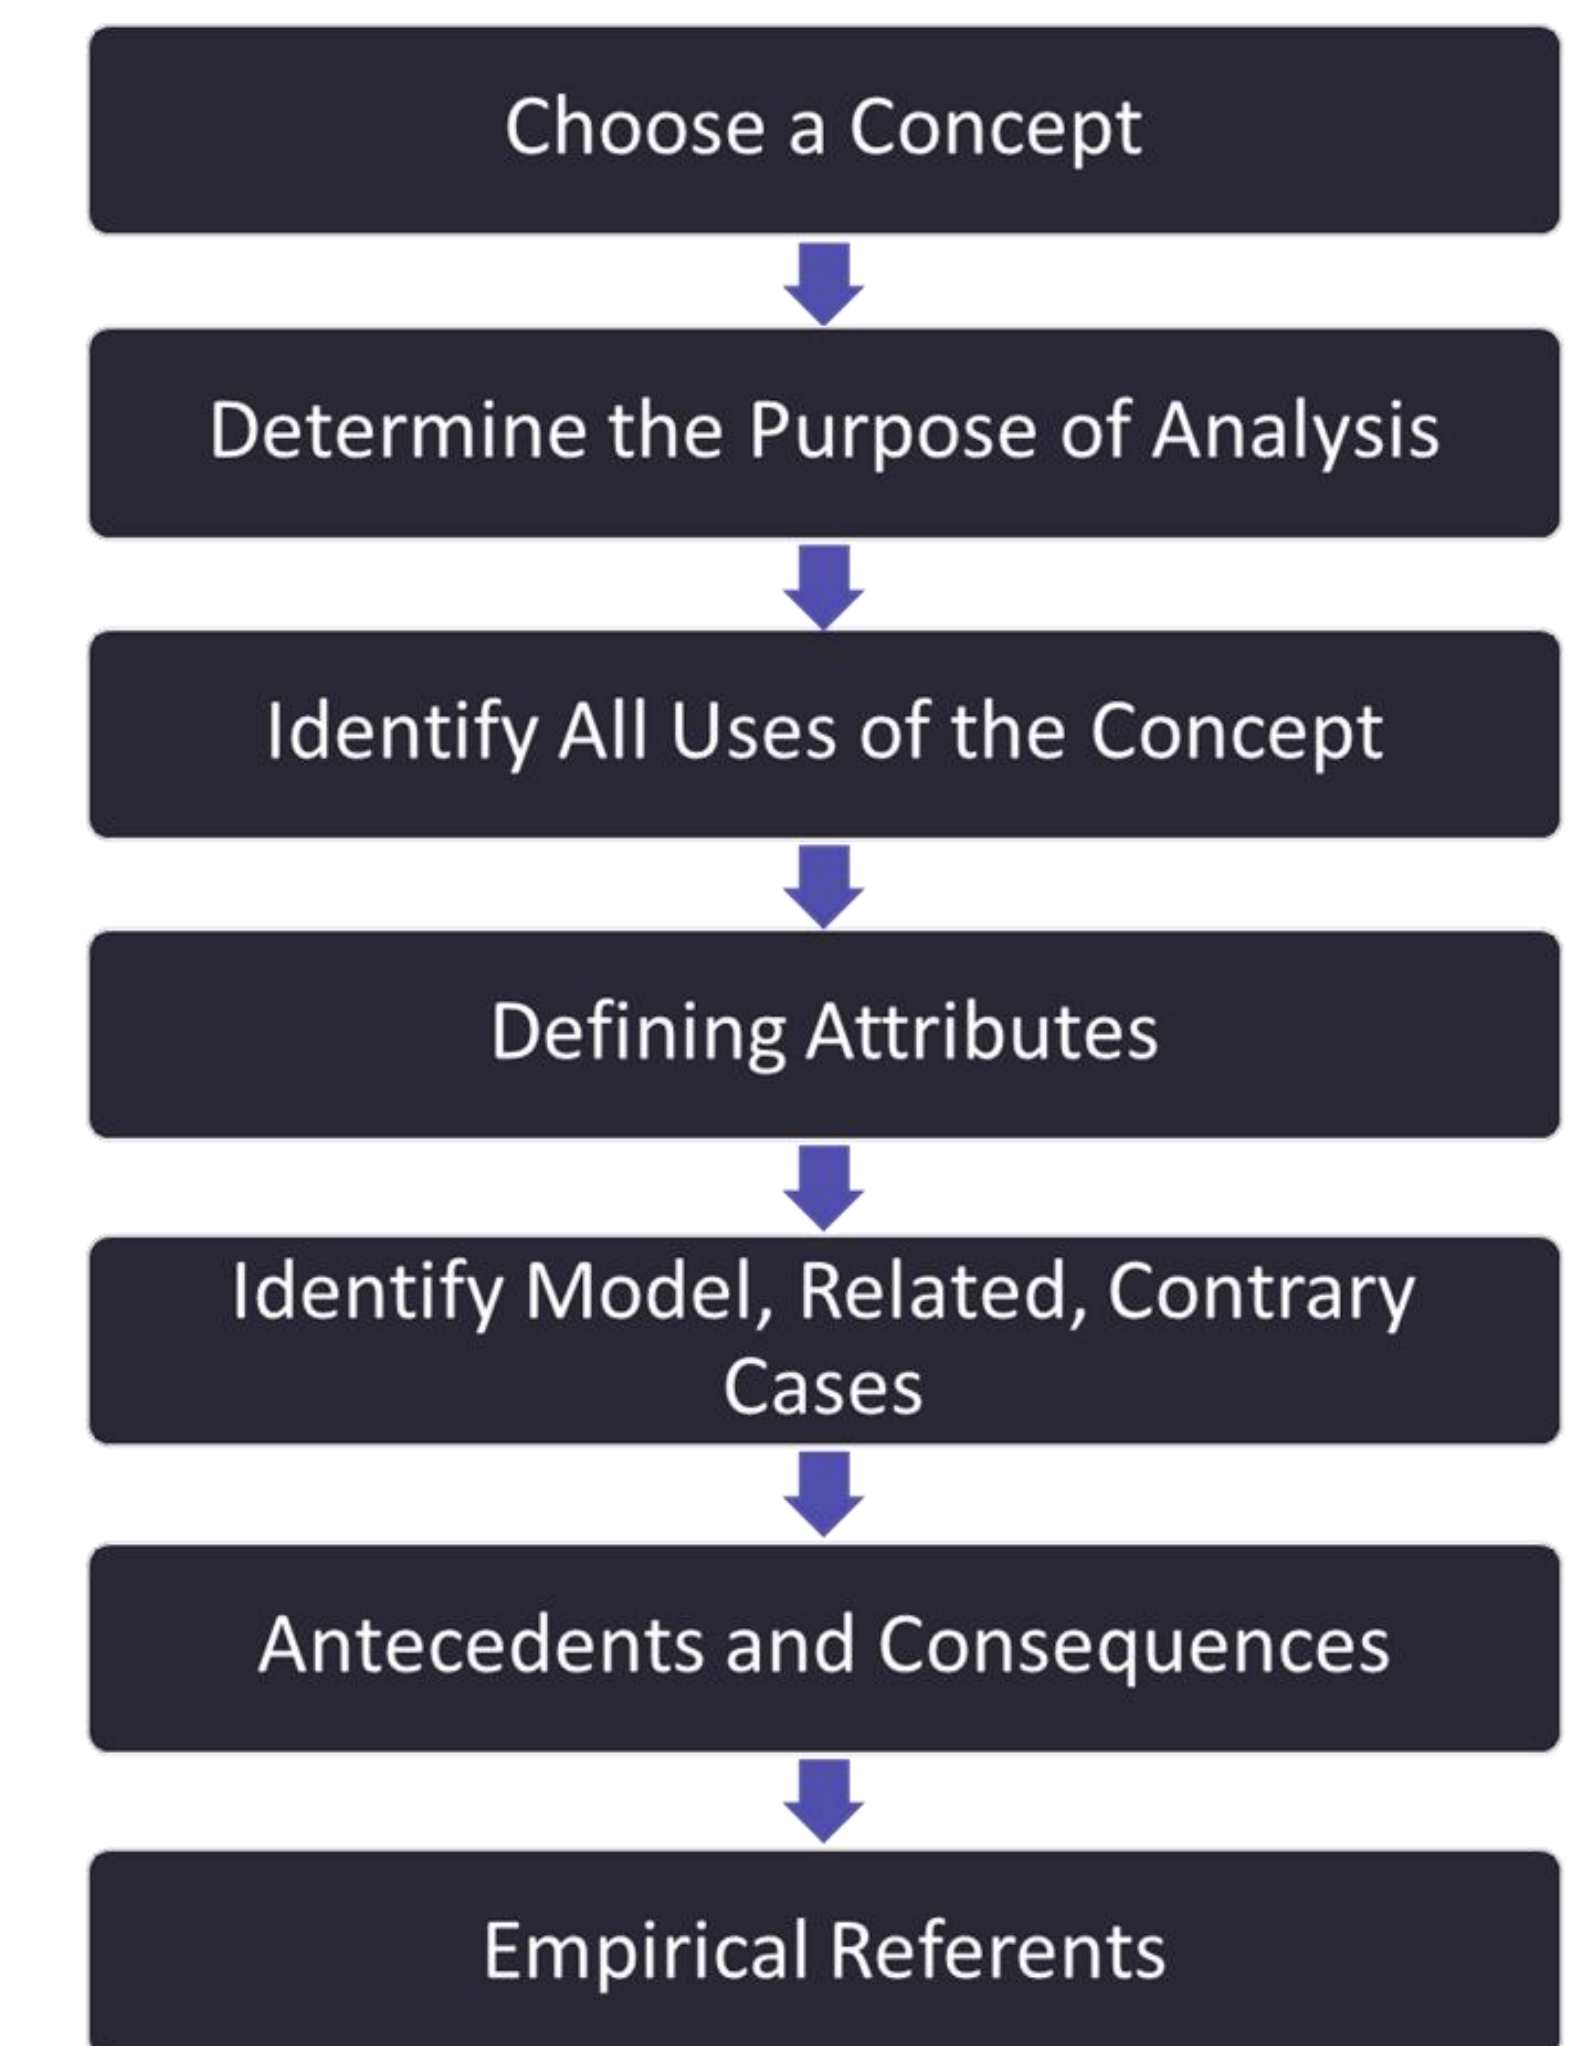 Choose a Concept
Determine the Purpose of Analysis
Identify All Uses of the Concept
Defining Attributes
Identify Model, Related, Contrary
Cases
Antecedents and Consequences
Empirical Referents